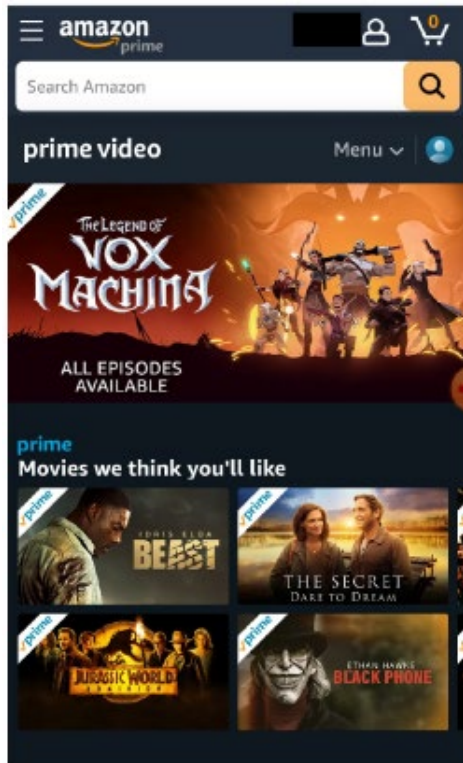 amazon
prime
0
Search Amazon
prime video
Menu
prime
THE LEGEND OF
VOX
MACHINA
ALL EPISODES
AVAILABLE
prime
Movies we think you'll like
prime
IDRIS ELBA
BEAST
prime
THE SECRET
DARE TO DREAM
prime
JURASSIC WORLD
DOMINION
prime
ETHAN HAWKE
BLACK PHONE